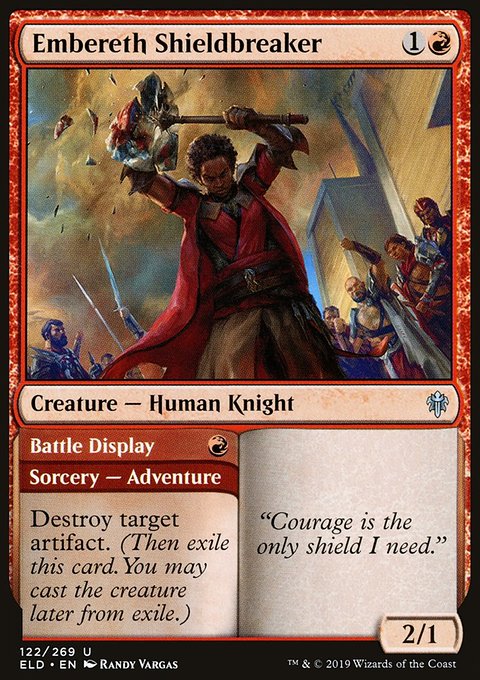 Embereth Shieldbreaker 1
Creature — Human Knight
Battle Display
Sorcery — Adventure
Destroy target
artifact. (Then exile
this card. You may
cast the creature
later from exile.)
“Courage is the
only shield I need.”
2/1
122/269 U
ELD • EN Randy Vargas
™ & © 2019 Wizards of the Coast